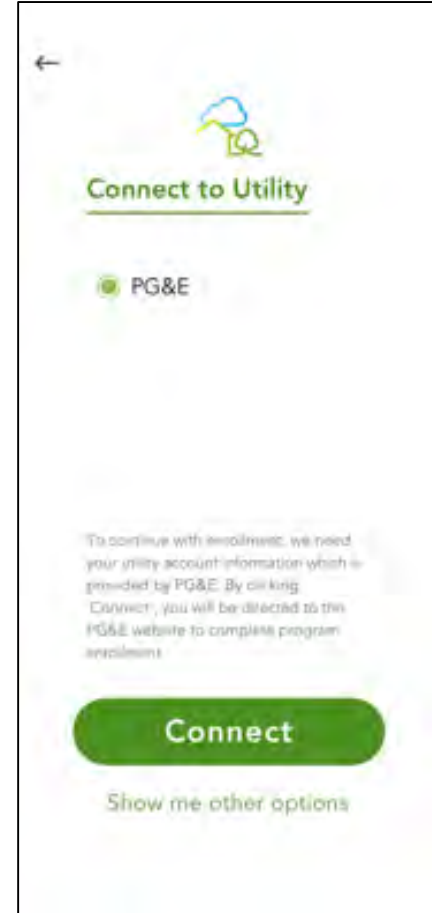 Connect to Utility
PG&E
To continue with enrollment, we need
your utility account information which is
provided by PG&E. By clicking
'Connect', you will be directed to the
PG&E website to complete program
enrollment
Connect
Show me other options